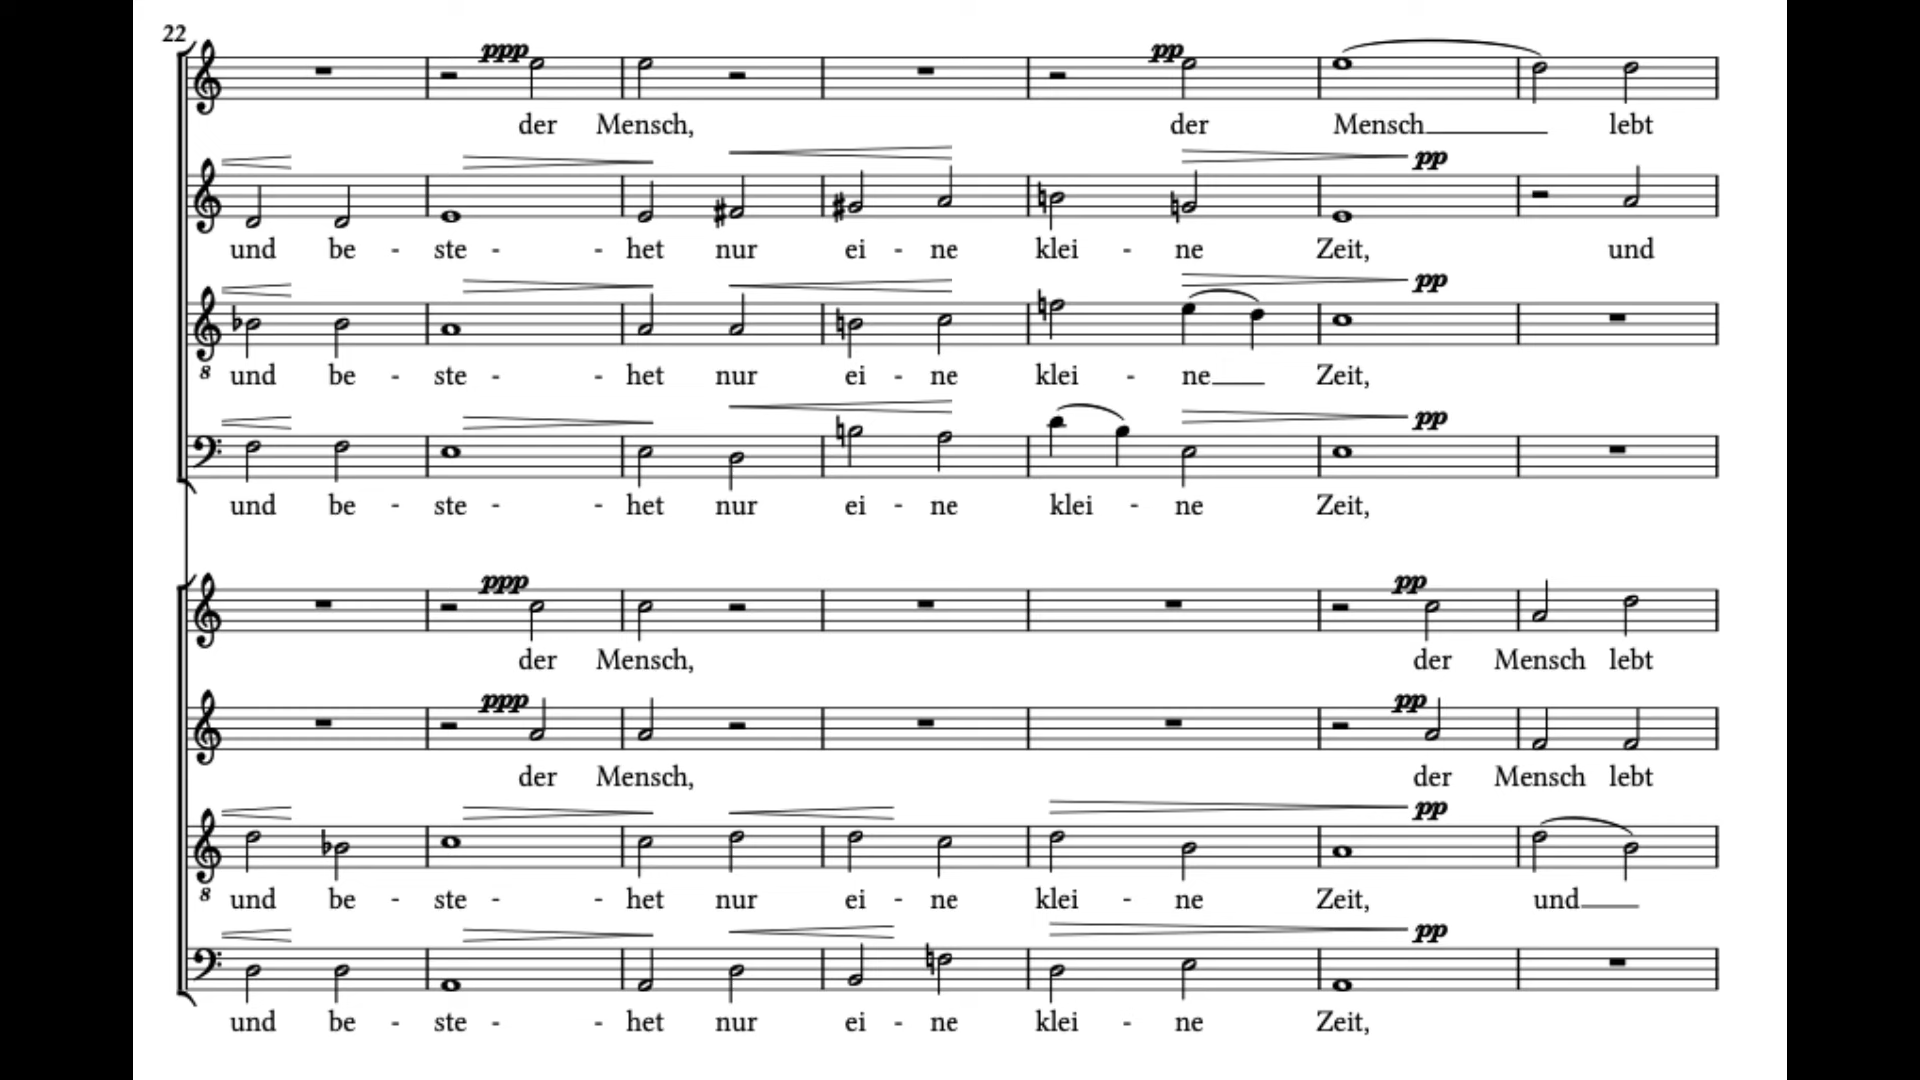 22
ppp pp
der Mensch, der Mensch lebt
pp
und be - ste - - het nur ei - ne klei - ne Zeit, und
pp
8 und be - ste - - het nur ei - ne klei - ne Zeit,
pp
und be - ste - - het nur ei - ne klei - ne Zeit,
ppp pp
der Mensch, der Mensch lebt
ppp pp
der Mensch, der Mensch lebt
pp
8 und be - ste - - het nur ei - ne klei - ne Zeit, und
pp
und be - ste - - het nur ei - ne klei - ne Zeit,